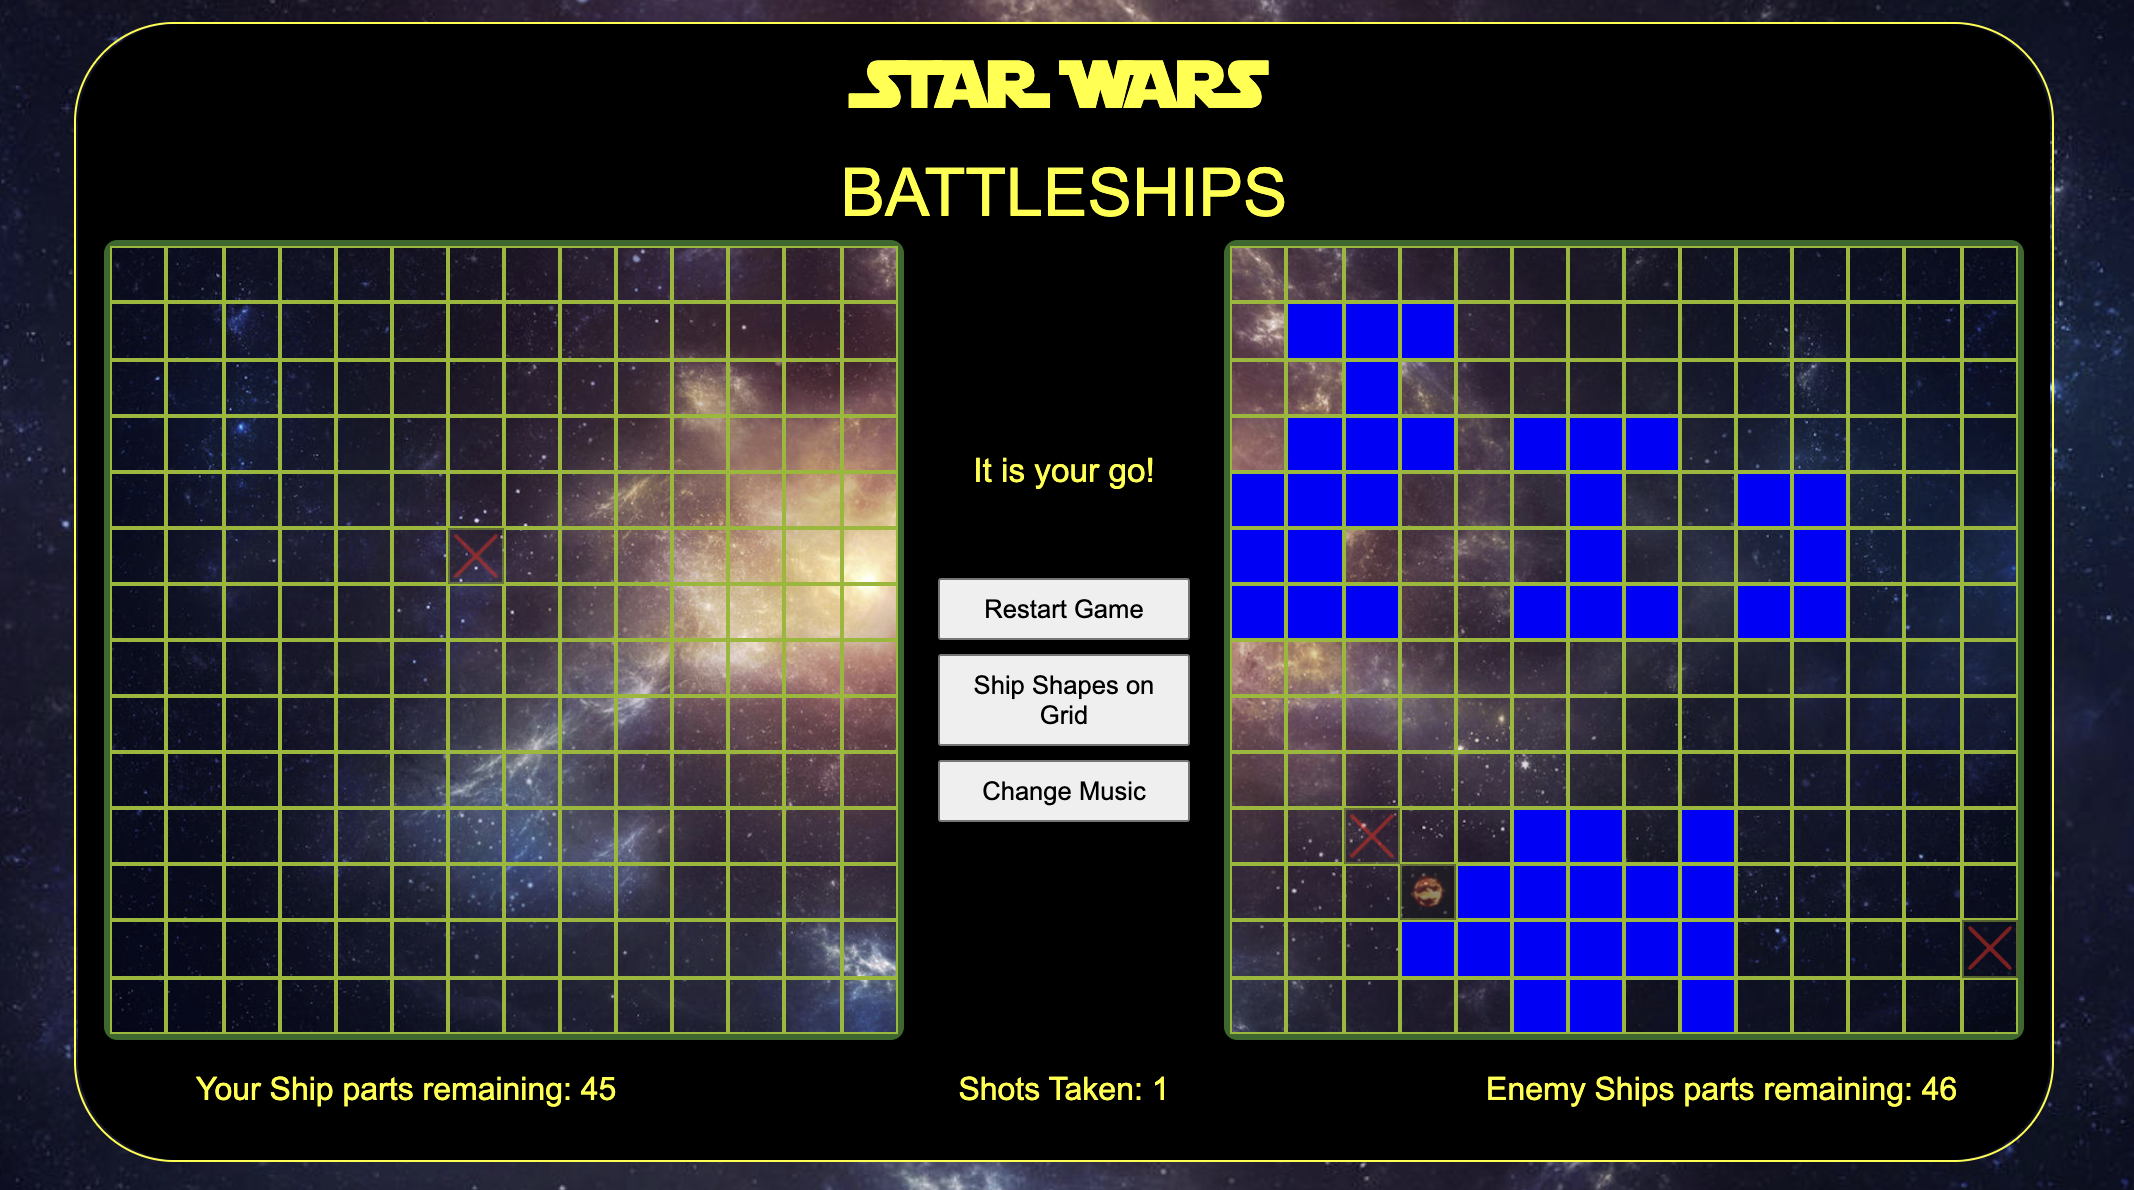 STAR WARS
BATTLESHIPS
It is your go!
Restart Game
Ship Shapes on
Grid
Change Music
Your Ship parts remaining: 45
Shots Taken: 1
Enemy Ships parts remaining: 46